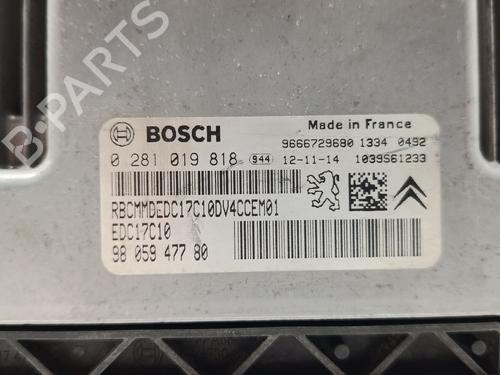 BOSCH
Made in France
9666729680 1334 0492
0 281 019 818 944 12-11-14 1039S61233
RBCMMDEDC17C10DV4CCEM01
EDC17C10
98 059 477 80
B-PARTS